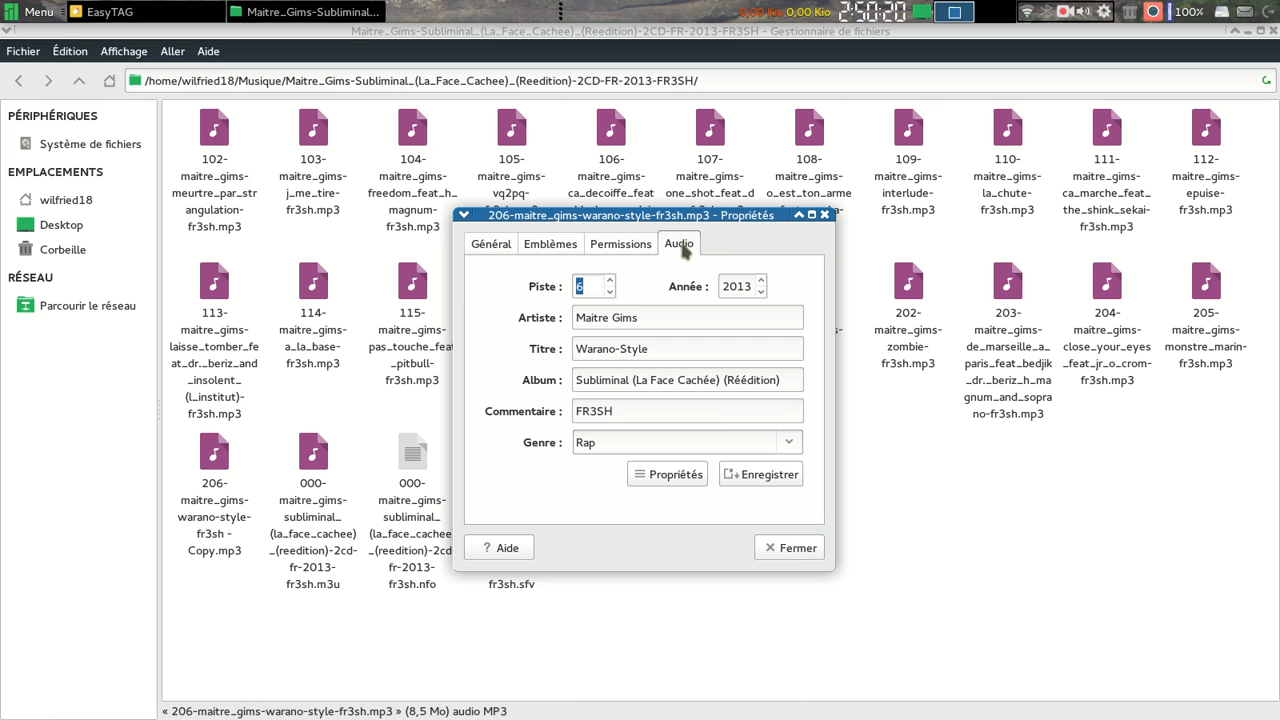 Menu
EasyTAG
Maitre_Gims-Subliminal...
0,00 Kio 0,00 Kio
2:50:20
100%
Maitre_Gims-Subliminal_(La_Face_Cachee)_(Reedition)-2CD-FR-2013-FR3SH - Gestionnaire de fichiers
Fichier Édition Affichage Aller Aide
/home/wilfried18/Musique/Maitre_Gims-Subliminal_(La_Face_Cachee)_(Reedition)-2CD-FR-2013-FR3SH/
PÉRIPHÉRIQUES
Système de fichiers
EMPLACEMENTS
wilfried18
Desktop
Corbeille
RÉSEAU
Parcourir le réseau
102-
maitre_gims-
meurtre_par_str
angulation-
fr3sh.mp3
103-
maitre_gims-
j_me_tire-
fr3sh.mp3
104-
maitre_gims-
freedom_feat_h_
magnum-
105-
maitre_gims-
vq2pq-
106-
maitre_gims-
ca_decoiffe_feat
107-
maitre_gims-
one_shot_feat_d
108-
maitre_gims-
o_est_ton_arme
109-
maitre_gims-
interlude-
fr3sh.mp3
110-
maitre_gims-
la_chute-
fr3sh.mp3
111-
maitre_gims-
ca_marche_feat_
the_shink_sekai-
fr3sh.mp3
112-
maitre_gims-
epuise-
fr3sh.mp3
113-
maitre_gims-
laisse_tomber_fe
at_dr._beriz_and
_insolent_
(l_institut)-
fr3sh.mp3
114-
maitre_gims-
a_la_base-
fr3sh.mp3
115-
maitre_gims-
pas_touche_feat
_pitbull-
fr3sh.mp3
202-
maitre_gims-
zombie-
fr3sh.mp3
203-
maitre_gims-
de_marseille_a_
paris_feat_bedjik
_dr._beriz_h_ma
gnum_and_sopra
no-fr3sh.mp3
204-
maitre_gims-
close_your_eyes
_feat_jr_o_crom-
fr3sh.mp3
205-
maitre_gims-
monstre_marin-
fr3sh.mp3
206-
maitre_gims-
warano-style-
fr3sh -
Copy.mp3
000-
maitre_gims-
subliminal_
(la_face_cachee)
_(reedition)-2cd-
fr-2013-
fr3sh.m3u
000-
maitre_gims-
subliminal_
(la_face_cachee)
_(reedition)-2cd-
fr-2013-
fr3sh.nfo
fr3sh.sfv
206-maitre_gims-warano-style-fr3sh.mp3 - Propriétés
Général Emblèmes Permissions Audio
Piste : 6 Année : 2013
Artiste : Maitre Gims
Titre : Warano-Style
Album : Subliminal (La Face Cachée) (Réédition)
Commentaire : FR3SH
Genre : Rap
Propriétés Enregistrer
Aide Fermer
« 206-maitre_gims-warano-style-fr3sh.mp3 » (8,5 Mo) audio MP3